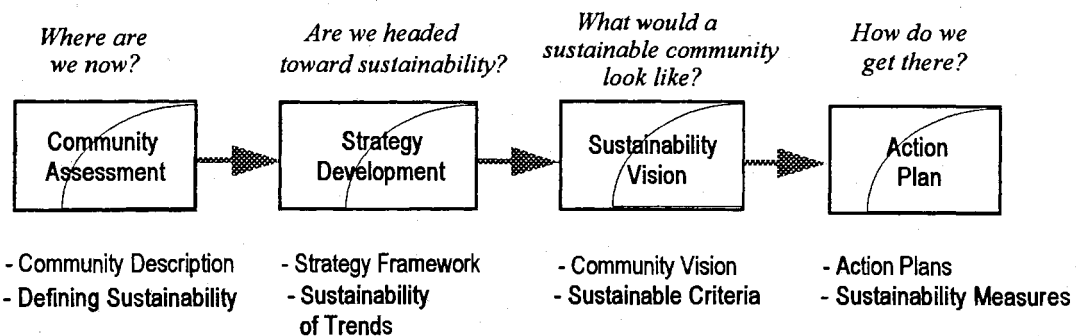 Where are
we now?
Are we headed
toward sustainability?
What would a
sustainable community
look like?
How do we
get there?
Community
Assessment
Strategy
Development
Sustainability
Vision
Action
Plan
- Community Description
- Defining Sustainability
- Strategy Framework
- Sustainability
of Trends
- Community Vision
- Sustainable Criteria
- Action Plans
- Sustainability Measures